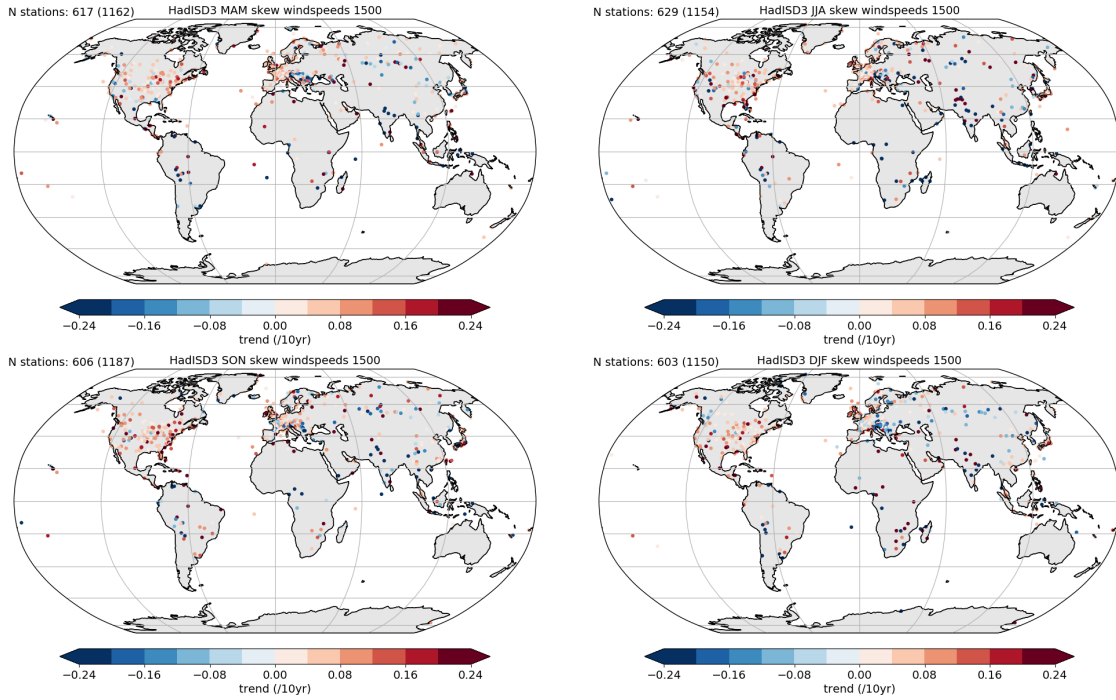 N stations: 617 (1162)
HadISD3 MAM skew windspeeds 1500
−0.24 −0.16 −0.08 0.00 0.08 0.16 0.24
trend (/10yr)
N stations: 629 (1154)
HadISD3 JJA skew windspeeds 1500
−0.24 −0.16 −0.08 0.00 0.08 0.16 0.24
trend (/10yr)
N stations: 606 (1187)
HadISD3 SON skew windspeeds 1500
−0.24 −0.16 −0.08 0.00 0.08 0.16 0.24
trend (/10yr)
N stations: 603 (1150)
HadISD3 DJF skew windspeeds 1500
−0.24 −0.16 −0.08 0.00 0.08 0.16 0.24
trend (/10yr)